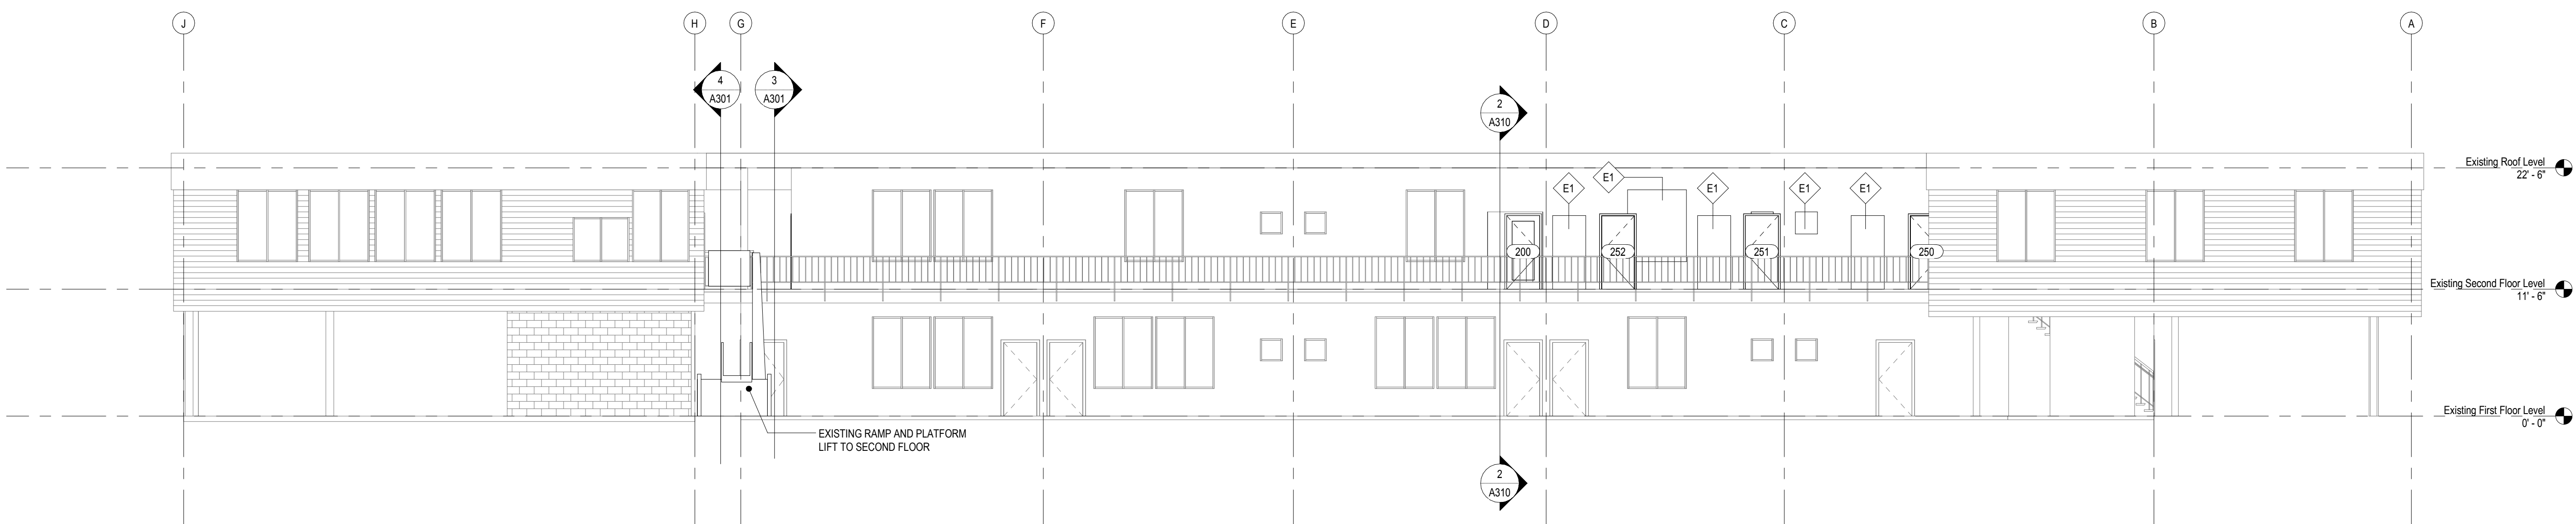 J
H
G
F
E
D
C
B
A
4
A301
3
A301
2
A310
Existing Roof Level
22' - 6"
E1
E1
E1
E1
E1
200
252
251
250
Existing Second Floor Level
11' - 6"
Existing First Floor Level
0' - 0"
EXISTING RAMP AND PLATFORM
LIFT TO SECOND FLOOR
2
A310